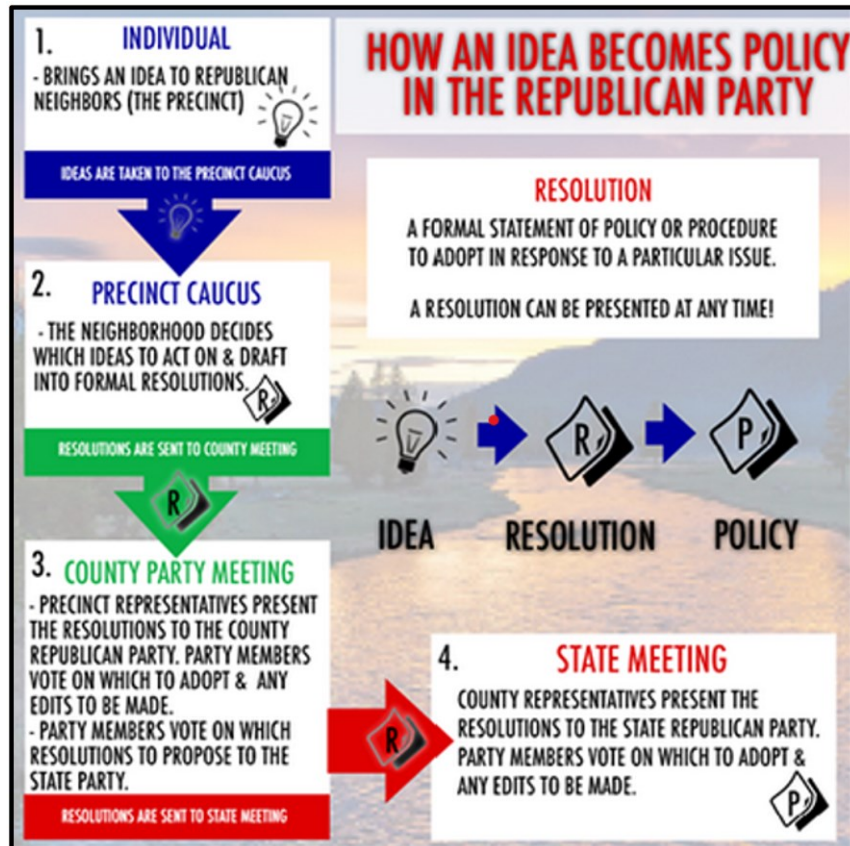 HOW AN IDEA BECOMES POLICY
IN THE REPUBLICAN PARTY
1. INDIVIDUAL
- BRINGS AN IDEA TO REPUBLICAN
NEIGHBORS (THE PRECINCT)
IDEAS ARE TAKEN TO THE PRECINCT CAUCUS
2. PRECINCT CAUCUS
- THE NEIGHBORHOOD DECIDES
WHICH IDEAS TO ACT ON & DRAFT
INTO FORMAL RESOLUTIONS.
R
RESOLUTIONS ARE SENT TO COUNTY MEETING
R
3. COUNTY PARTY MEETING
- PRECINCT REPRESENTATIVES PRESENT
THE RESOLUTIONS TO THE COUNTY
REPUBLICAN PARTY. PARTY MEMBERS
VOTE ON WHICH TO ADOPT & ANY
EDITS TO BE MADE.
- PARTY MEMBERS VOTE ON WHICH
RESOLUTIONS TO PROPOSE TO THE
STATE PARTY.
RESOLUTIONS ARE SENT TO STATE MEETING
R
RESOLUTION
A FORMAL STATEMENT OF POLICY OR PROCEDURE
TO ADOPT IN RESPONSE TO A PARTICULAR ISSUE.
A RESOLUTION CAN BE PRESENTED AT ANY TIME!
R P
IDEA RESOLUTION POLICY
4. STATE MEETING
COUNTY REPRESENTATIVES PRESENT THE
RESOLUTIONS TO THE STATE REPUBLICAN PARTY.
PARTY MEMBERS VOTE ON WHICH TO ADOPT &
ANY EDITS TO BE MADE.
P